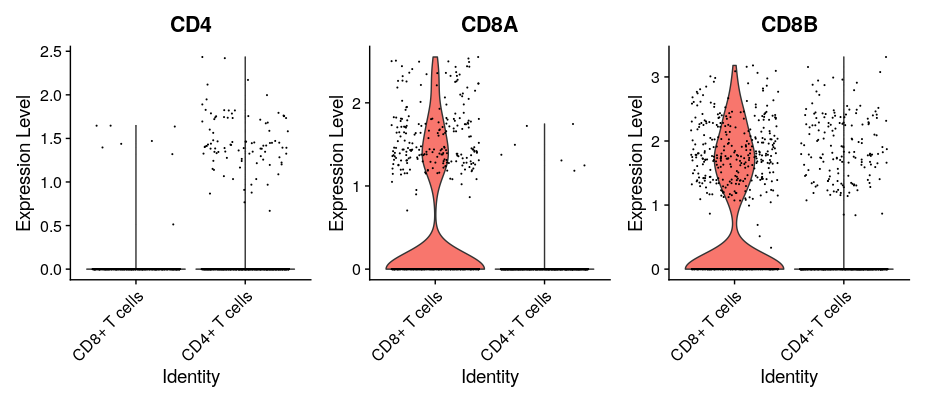 CD4
CD8A
CD8B
Expression Level
2.5
2.0
1.5
1.0
0.5
0.0
CD8+ T cells
CD4+ T cells
Identity
Expression Level
2
1
0
CD8+ T cells
CD4+ T cells
Identity
Expression Level
3
2
1
0
CD8+ T cells
CD4+ T cells
Identity